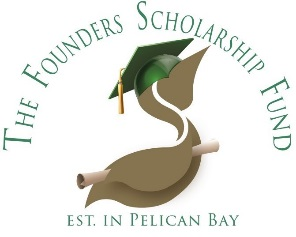 THE FOUNDERS SCHOLARSHIP FUND
EST. IN PELICAN BAY